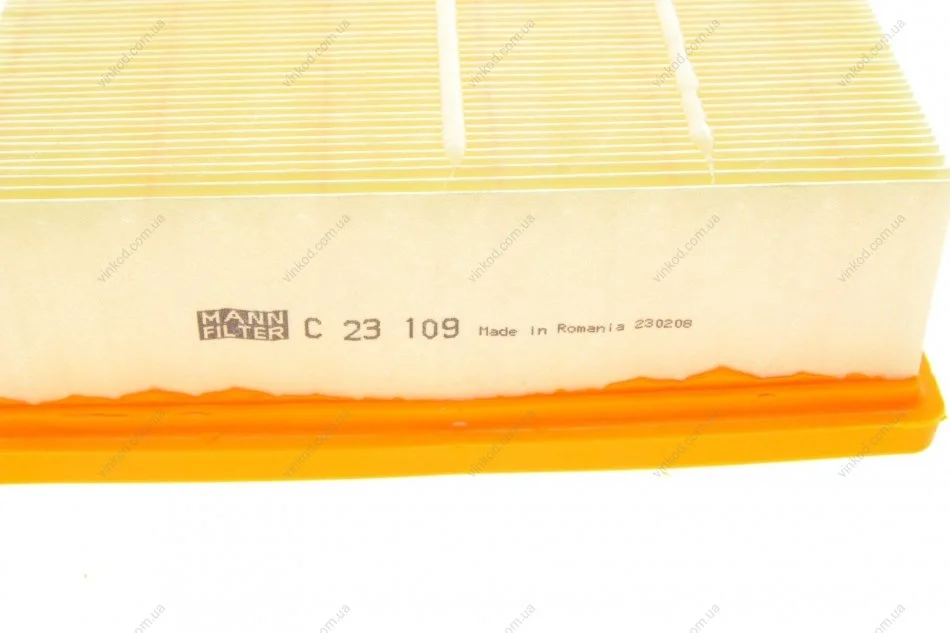 MANN
FILTER C 23 109 Made in Romania 230208
vinkod.com.ua